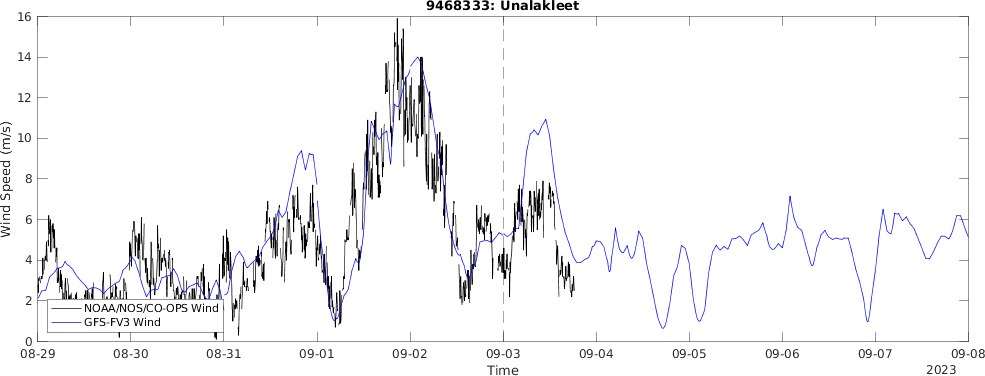 9468333: Unalakleet
Wind Speed (m/s)
16
14
12
10
8
6
4
2
0
NOAA/NOS/CO-OPS Wind
GFS-FV3 Wind
08-29 08-30 08-31 09-01 09-02 09-03 09-04 09-05 09-06 09-07 09-08
Time
2023